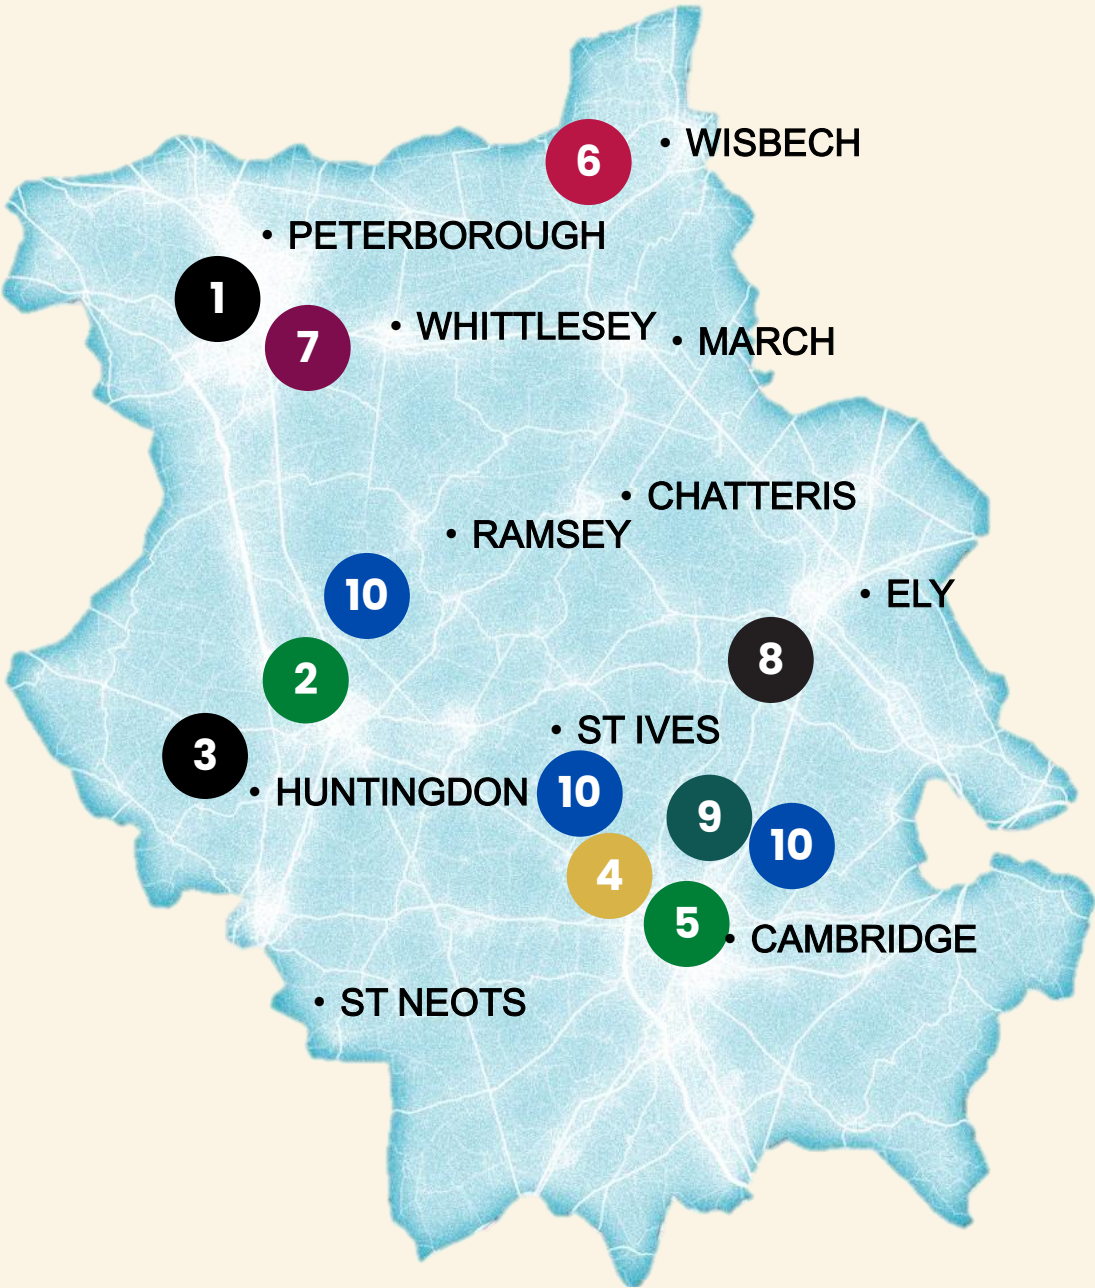 • WISBECH
6
• PETERBOROUGH
1
• WHITTLESEY
• MARCH
7
• CHATTERIS
• RAMSEY
10
• ELY
8
2
• ST IVES
3
• HUNTINGDON
10
9
10
4
5
• CAMBRIDGE
• ST NEOTS